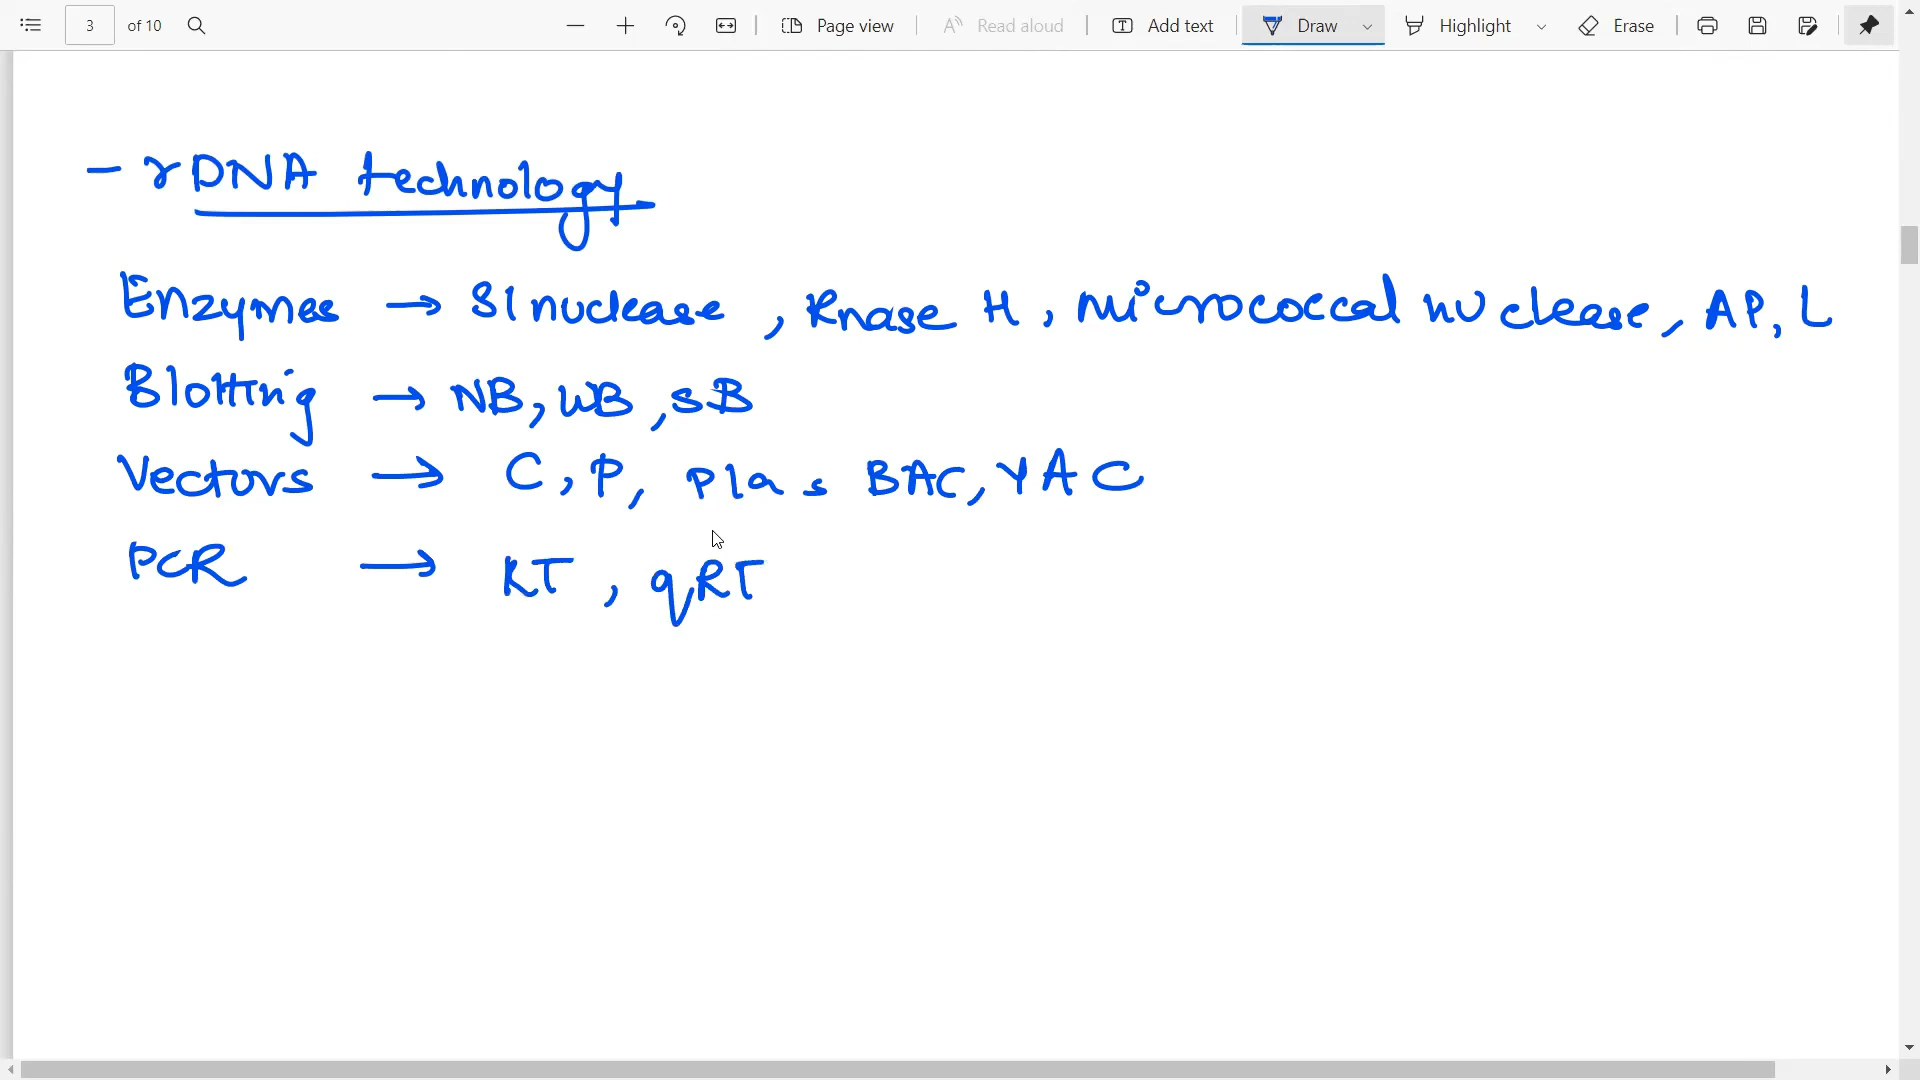 3 of 10 Page view Read aloud Add text Draw Highlight Erase
- rDNA technology
Enzymes → S1 nuclease, Rnase H, micrococcal nuclease, AP, L
Blotting → NB, WB, SB
Vectors → C, P, Plas BAC, YAC
PCR → RT, qRT